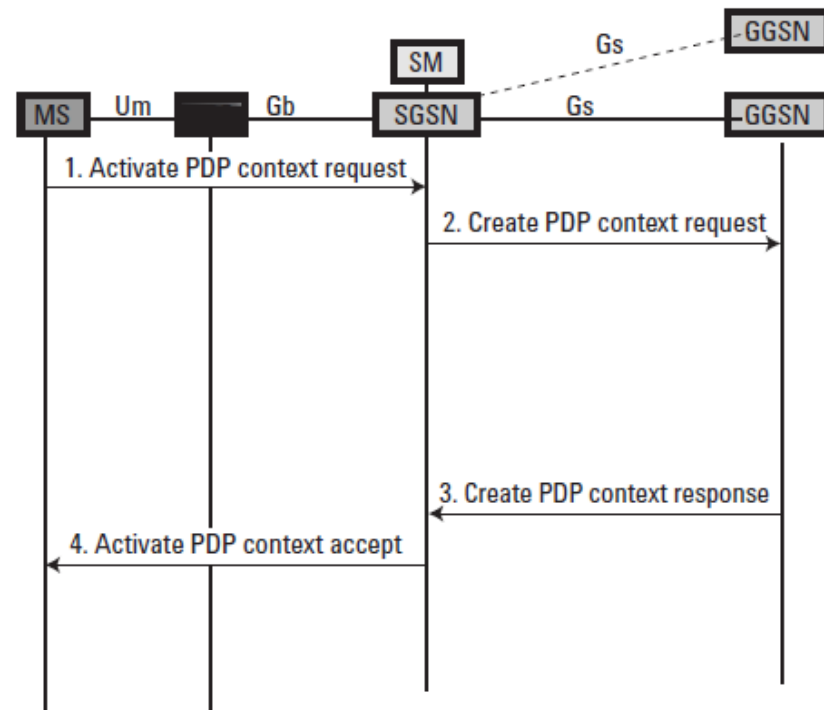 GGSN
Gs
SM
MS
Um
Gb
SGSN
Gs
GGSN
1. Activate PDP context request
2. Create PDP context request
3. Create PDP context response
4. Activate PDP context accept